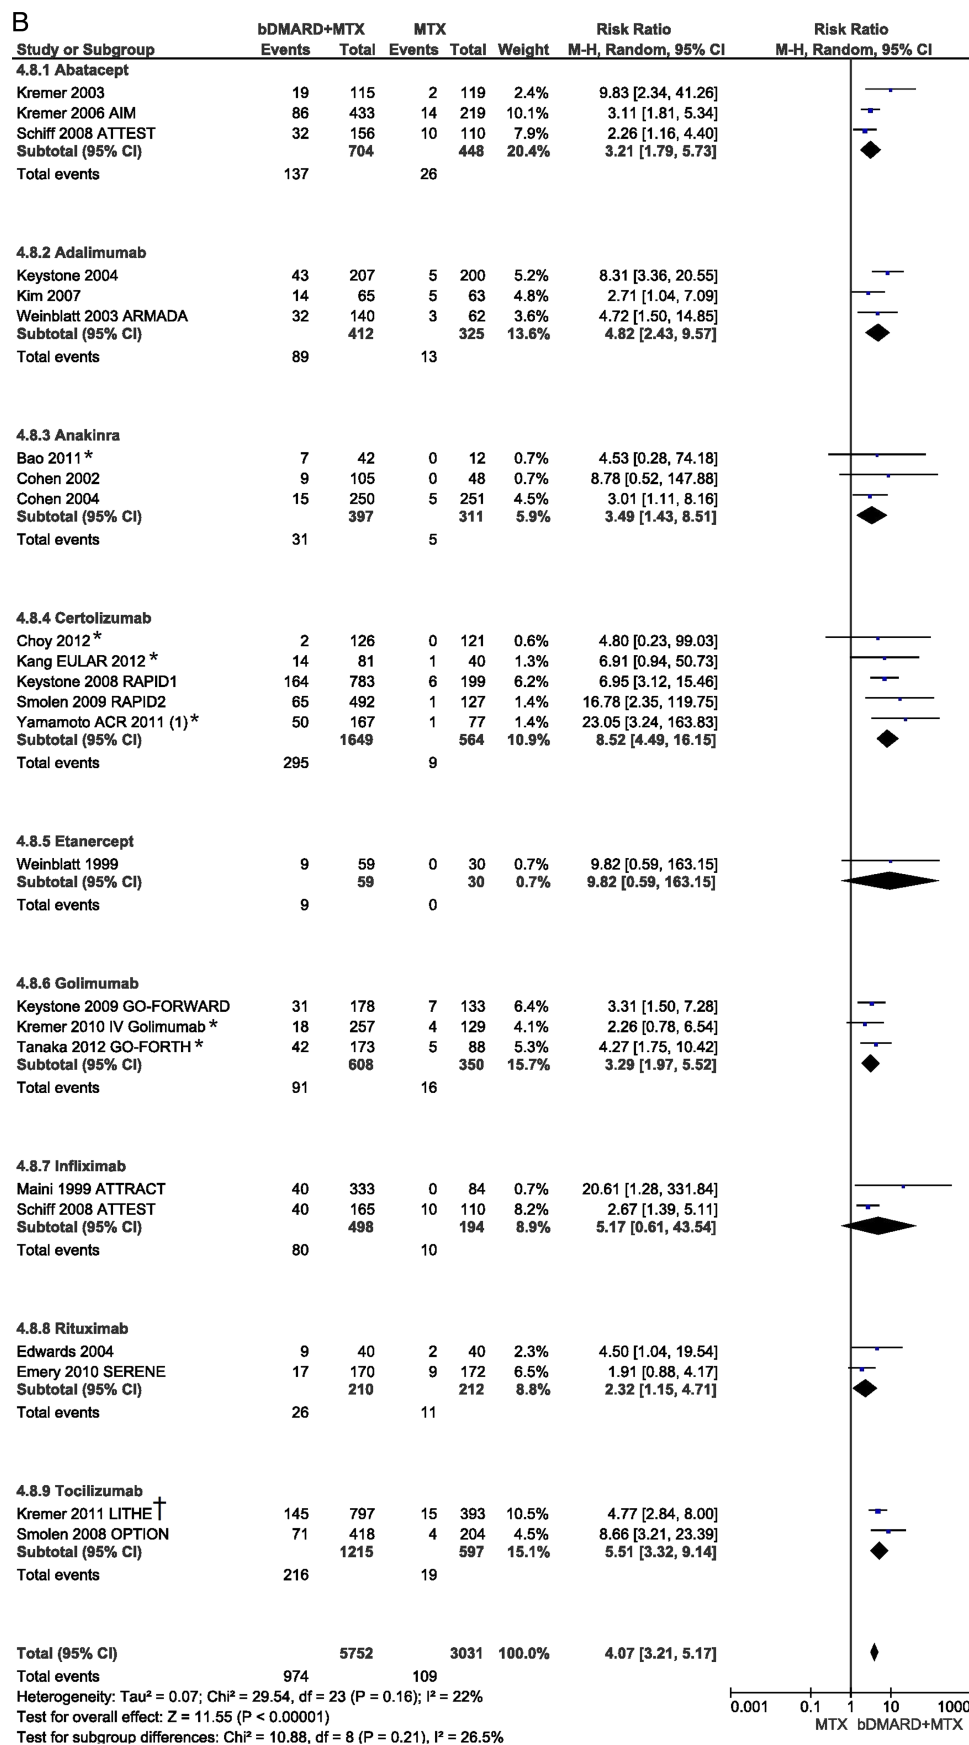 B
bDMARD+MTX MTX Risk Ratio Risk Ratio
Study or Subgroup Events Total Events Total Weight M-H, Random, 95% CI M-H, Random, 95% CI
4.8.1 Abatacept
Kremer 2003 19 115 2 119 2.4% 9.83 [2.34, 41.26]
Kremer 2006 AIM 86 433 14 219 10.1% 3.11 [1.81, 5.34]
Schiff 2008 ATTEST 32 156 10 110 7.9% 2.26 [1.16, 4.40]
Subtotal (95% CI) 704 448 20.4% 3.21 [1.79, 5.73]
Total events 137 26
4.8.2 Adalimumab
Keystone 2004 43 207 5 200 5.2% 8.31 [3.36, 20.55]
Kim 2007 14 65 5 63 4.8% 2.71 [1.04, 7.09]
Weinblatt 2003 ARMADA 32 140 3 62 3.6% 4.72 [1.50, 14.85]
Subtotal (95% CI) 412 325 13.6% 4.82 [2.43, 9.57]
Total events 89 13
4.8.3 Anakinra
Bao 2011* 7 42 0 12 0.7% 4.53 [0.28, 74.18]
Cohen 2002 9 105 0 48 0.7% 8.78 [0.52, 147.88]
Cohen 2004 15 250 5 251 4.5% 3.01 [1.11, 8.16]
Subtotal (95% CI) 397 311 5.9% 3.49 [1.43, 8.51]
Total events 31 5
4.8.4 Certolizumab
Choy 2012* 2 126 0 121 0.6% 4.80 [0.23, 99.03]
Kang EULAR 2012* 14 81 1 40 1.3% 6.91 [0.94, 50.73]
Keystone 2008 RAPID1 164 783 6 199 6.2% 6.95 [3.12, 15.46]
Smolen 2009 RAPID2 65 492 1 127 1.4% 16.78 [2.35, 119.75]
Yamamoto ACR 2011 (1)* 50 167 1 77 1.4% 23.05 [3.24, 163.83]
Subtotal (95% CI) 1649 564 10.9% 8.52 [4.49, 16.15]
Total events 295 9
4.8.5 Etanercept
Weinblatt 1999 9 59 0 30 0.7% 9.82 [0.59, 163.15]
Subtotal (95% CI) 59 30 0.7% 9.82 [0.59, 163.15]
Total events 9 0
4.8.6 Golimumab
Keystone 2009 GO-FORWARD 31 178 7 133 6.4% 3.31 [1.50, 7.28]
Kremer 2010 IV Golimumab* 18 257 4 129 4.1% 2.26 [0.78, 6.54]
Tanaka 2012 GO-FORTH* 42 173 5 88 5.3% 4.27 [1.75, 10.42]
Subtotal (95% CI) 608 350 15.7% 3.29 [1.97, 5.52]
Total events 91 16
4.8.7 Infliximab
Maini 1999 ATTRACT 40 333 0 84 0.7% 20.61 [1.28, 331.84]
Schiff 2008 ATTEST 40 165 10 110 8.2% 2.67 [1.39, 5.11]
Subtotal (95% CI) 498 194 8.9% 5.17 [0.61, 43.54]
Total events 80 10
4.8.8 Rituximab
Edwards 2004 9 40 2 40 2.3% 4.50 [1.04, 19.54]
Emery 2010 SERENE 17 170 9 172 6.5% 1.91 [0.88, 4.17]
Subtotal (95% CI) 210 212 8.8% 2.32 [1.15, 4.71]
Total events 26 11
4.8.9 Tocilizumab
Kremer 2011 LITHE† 145 797 15 393 10.5% 4.77 [2.84, 8.00]
Smolen 2008 OPTION 71 418 4 204 4.5% 8.66 [3.21, 23.39]
Subtotal (95% CI) 1215 597 15.1% 5.51 [3.32, 9.14]
Total events 216 19
Total (95% CI) 5752 3031 100.0% 4.07 [3.21, 5.17]
Total events 974 109
Heterogeneity: Tau² = 0.07; Chi² = 29.54, df = 23 (P = 0.16); I² = 22%
0.001 0.1 1 10 1000
Test for overall effect: Z = 11.55 (P < 0.00001)
MTX bDMARD+MTX
Test for subgroup differences: Chi² = 10.88, df = 8 (P = 0.21), I² = 26.5%